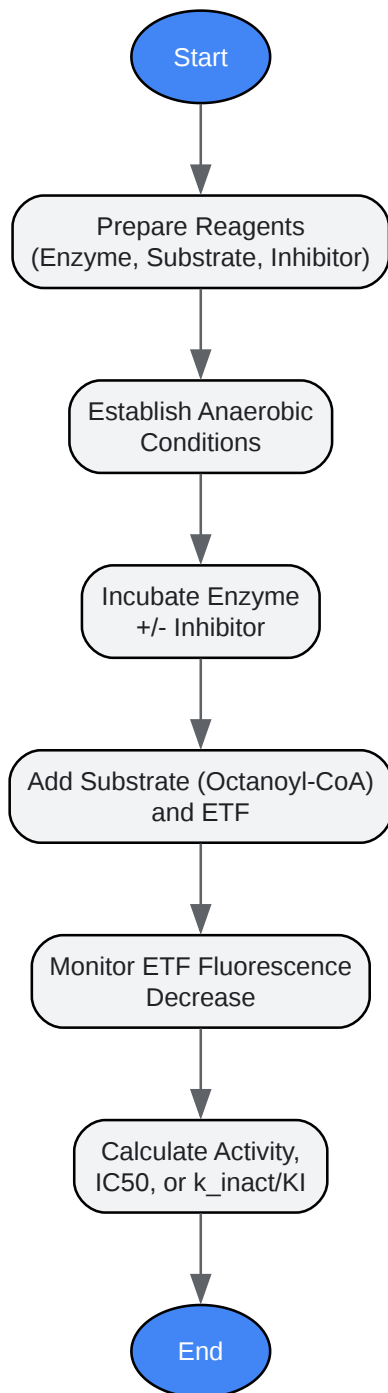 Start
Prepare Reagents
(Enzyme, Substrate, Inhibitor)
Establish Anaerobic
Conditions
Incubate Enzyme
+/- Inhibitor
Add Substrate (Octanoyl-CoA)
and ETF
Monitor ETF Fluorescence
Decrease
Calculate Activity,
IC50, or k_inact/KI
End